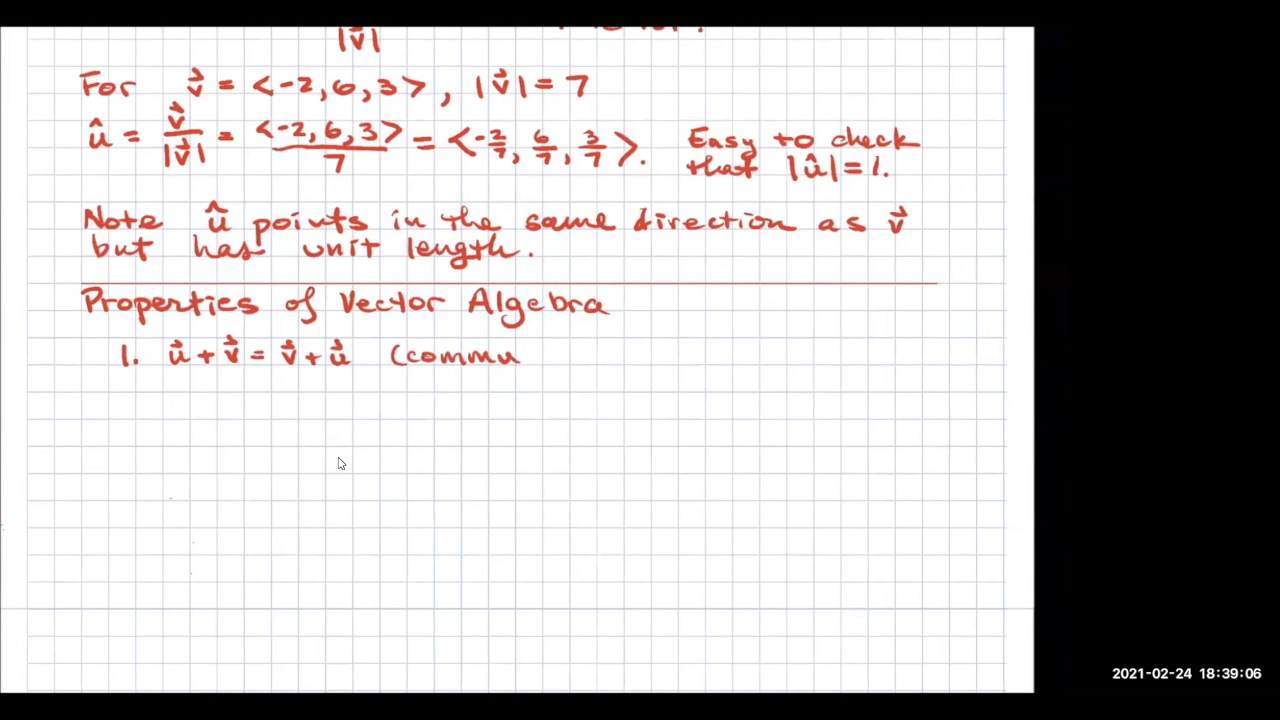 |v⃗|
For v⃗ = <-2, 6, 3>, |v⃗| = 7
û = v⃗/|v⃗| = <-2, 6, 3>/7 = <-2/7, 6/7, 3/7>. Easy to check
that |û| = 1.
Note û points in the same direction as v⃗
but has unit length.
Properties of Vector Algebra
1. u⃗ + v⃗ = v⃗ + u⃗ (commu
2021-02-24 18:39:06